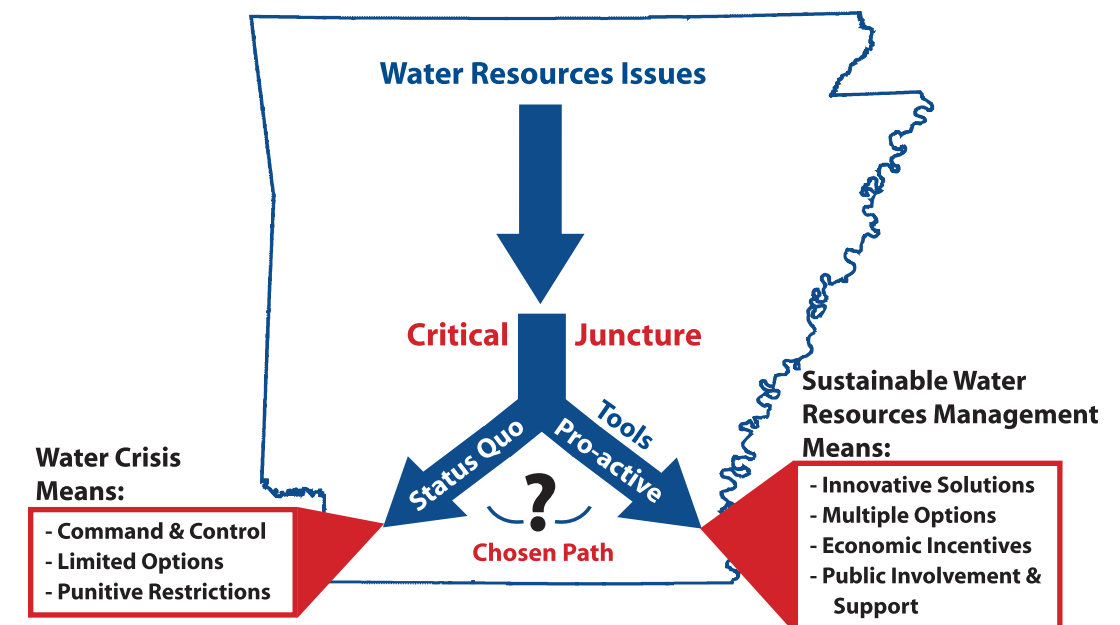 Water Resources Issues
Critical Juncture
Tools
Status Quo
Pro-active
?
Chosen Path
Water Crisis
Means:
- Command & Control
- Limited Options
- Punitive Restrictions
Sustainable Water
Resources Management
Means:
- Innovative Solutions
- Multiple Options
- Economic Incentives
- Public Involvement &
Support